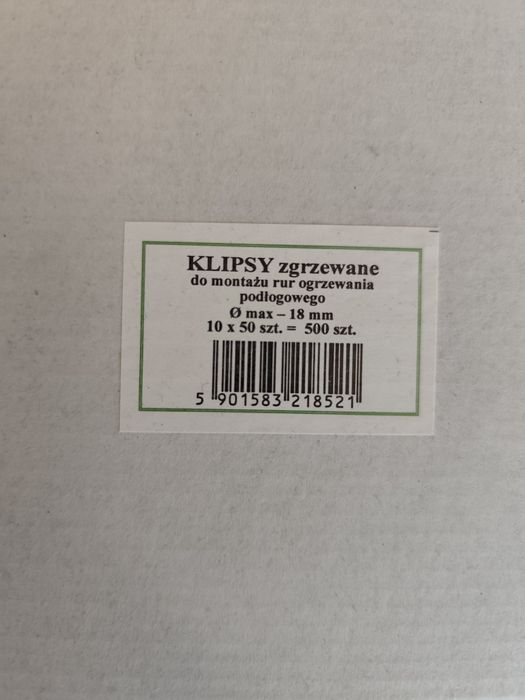 KLIPSY zgrzewane
do montażu rur ogrzewania
podłogowego
Ø max – 18 mm
10 x 50 szt. = 500 szt.
5 901583 218521